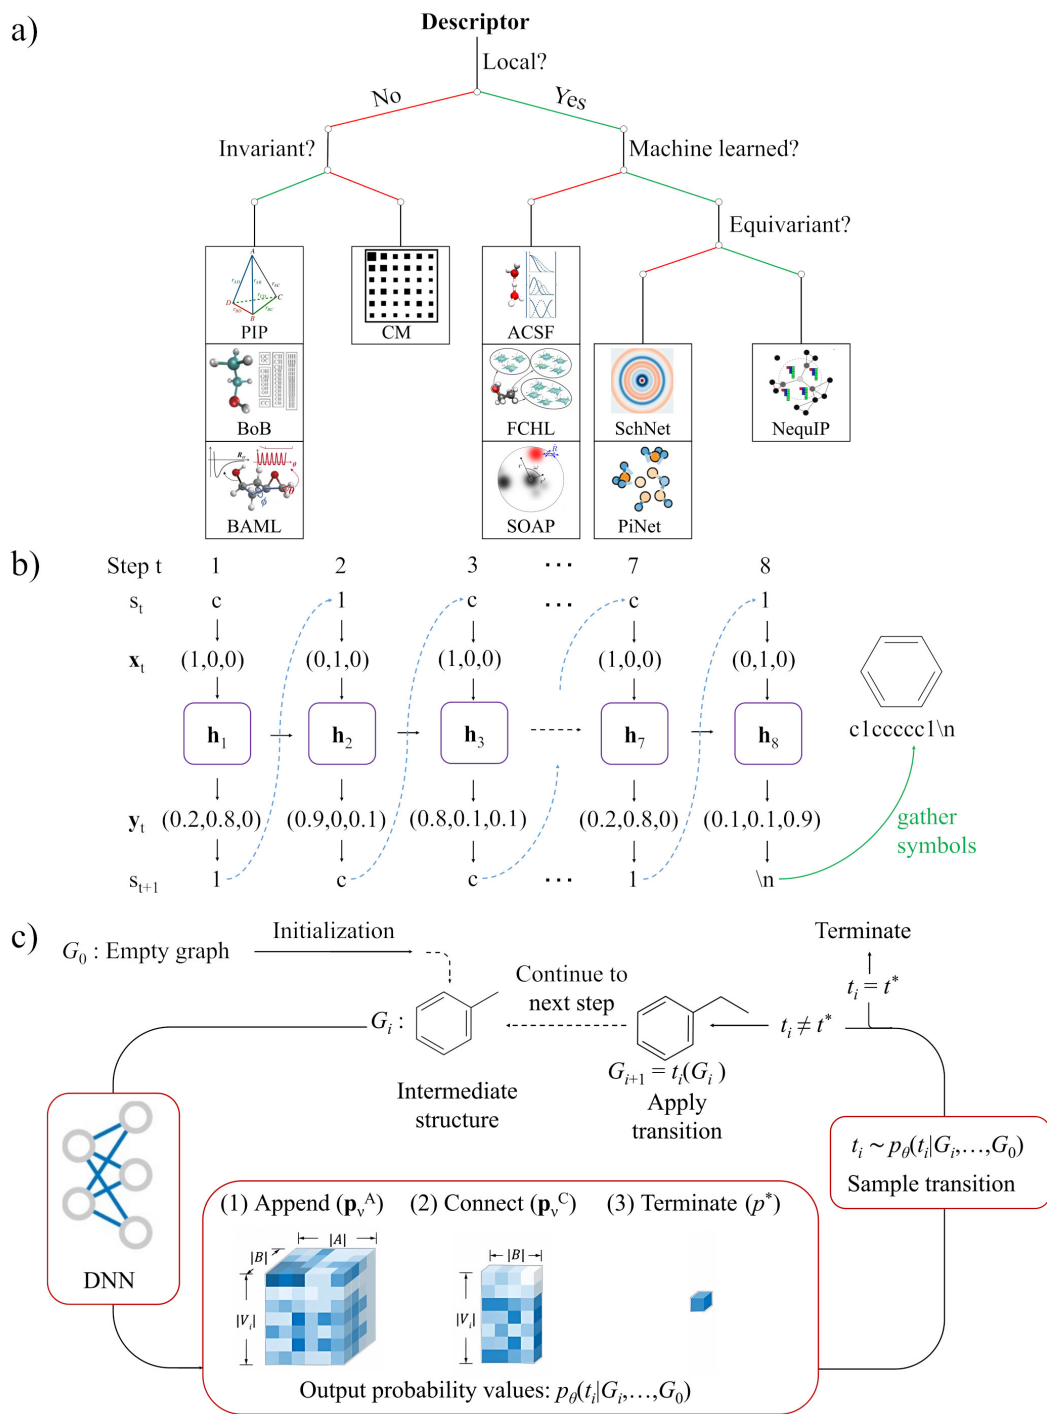 a)
Descriptor
Local?
No
Yes
Invariant?
Machine learned?
Equivariant?
PIP
CM
ACSF
BoB
FCHL
SchNet
NequIP
BAML
SOAP
PiNet
b)
Step t 1 2 3 ... 7 8
s_t c 1 c ... c 1
x_t (1,0,0) (0,1,0) (1,0,0) (1,0,0) (0,1,0)
h_1 h_2 h_3 h_7 h_8
c1ccccc1\n
y_t (0.2,0.8,0) (0.9,0,0.1) (0.8,0.1,0.1) (0.2,0.8,0) (0.1,0.1,0.9)
gather
symbols
s_{t+1} 1 c c ... 1 \n
c)
G_0 : Empty graph
Initialization
Terminate
Continue to
next step
t_i = t*
G_i :
t_i ≠ t*
G_{i+1} = t_i(G_i)
Intermediate
structure
Apply
transition
t_i ~ p_θ(t_i|G_i,...,G_0)
Sample transition
DNN
(1) Append (p_v^A) (2) Connect (p_v^C) (3) Terminate (p*)
|B| |A| |B|
|V_i| |V_i|
Output probability values: p_θ(t_i|G_i,...,G_0)